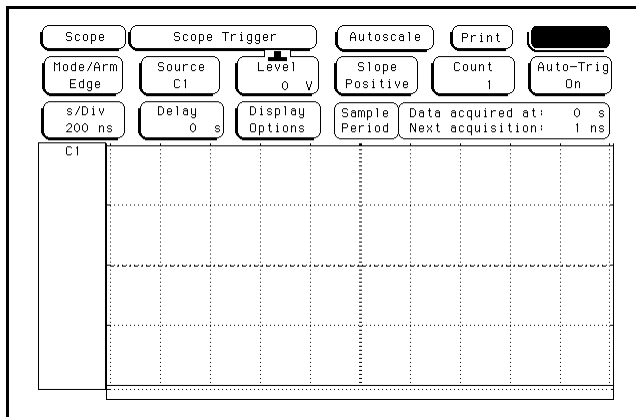 Scope
Scope Trigger
Autoscale
Print
Mode/Arm
Edge
Source
C1
Level
0 V
Slope
Positive
Count
1
Auto-Trig
On
s/Div
200 ns
Delay
0 s
Display
Options
Sample
Period
Data acquired at: 0 s
Next acquisition: 1 ns
C1